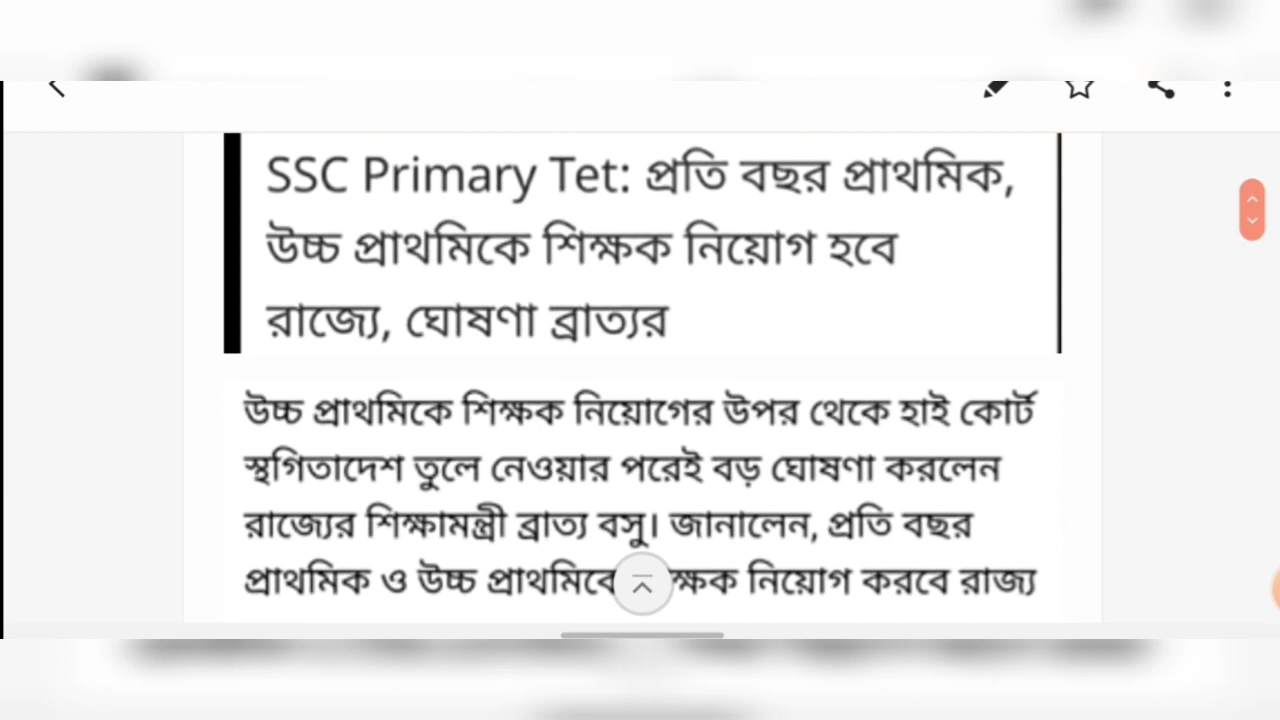 SSC Primary Tet: প্রতি বছর প্রাথমিক,
উচ্চ প্রাথমিকে শিক্ষক নিয়োগ হবে
রাজ্যে, ঘোষণা ব্রাত্যর
উচ্চ প্রাথমিকে শিক্ষক নিয়োগের উপর থেকে হাই কোর্ট
স্থগিতাদেশ তুলে নেওয়ার পরেই বড় ঘোষণা করলেন
রাজ্যের শিক্ষামন্ত্রী ব্রাত্য বসু। জানালেন, প্রতি বছর
প্রাথমিক ও উচ্চ প্রাথমিকে নিয়োগ করবে রাজ্য